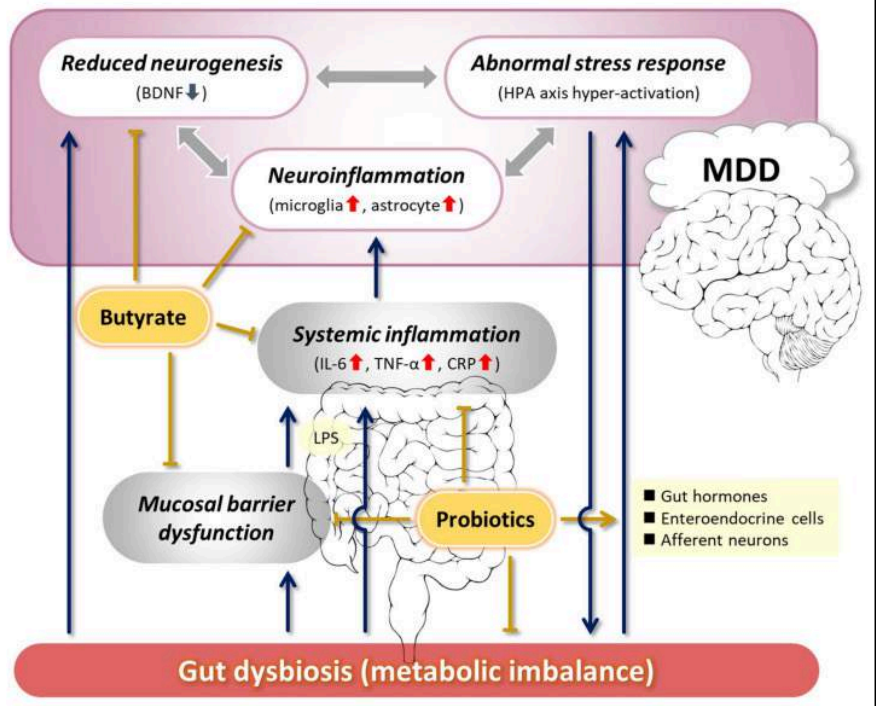 Reduced neurogenesis
(BDNF⬇)
Abnormal stress response
(HPA axis hyper-activation)
Neuroinflammation
(microglia⬆, astrocyte⬆)
MDD
Butyrate
Systemic inflammation
(IL-6⬆, TNF-α⬆, CRP⬆)
LPS
Mucosal barrier
dysfunction
Probiotics
■ Gut hormones
■ Enteroendocrine cells
■ Afferent neurons
Gut dysbiosis (metabolic imbalance)